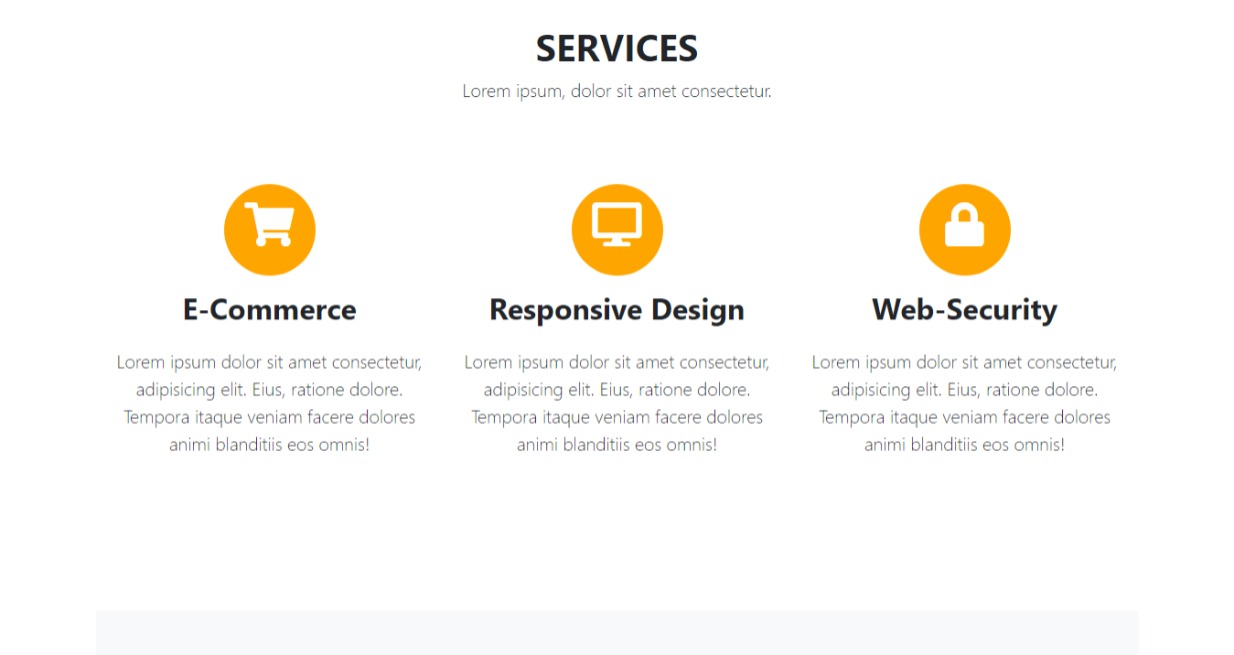 SERVICES
Lorem ipsum, dolor sit amet consectetur.
E-Commerce
Lorem ipsum dolor sit amet consectetur,
adipisicing elit. Eius, ratione dolore.
Tempora itaque veniam facere dolores
animi blanditiis eos omnis!
Responsive Design
Lorem ipsum dolor sit amet consectetur,
adipisicing elit. Eius, ratione dolore.
Tempora itaque veniam facere dolores
animi blanditiis eos omnis!
Web-Security
Lorem ipsum dolor sit amet consectetur,
adipisicing elit. Eius, ratione dolore.
Tempora itaque veniam facere dolores
animi blanditiis eos omnis!